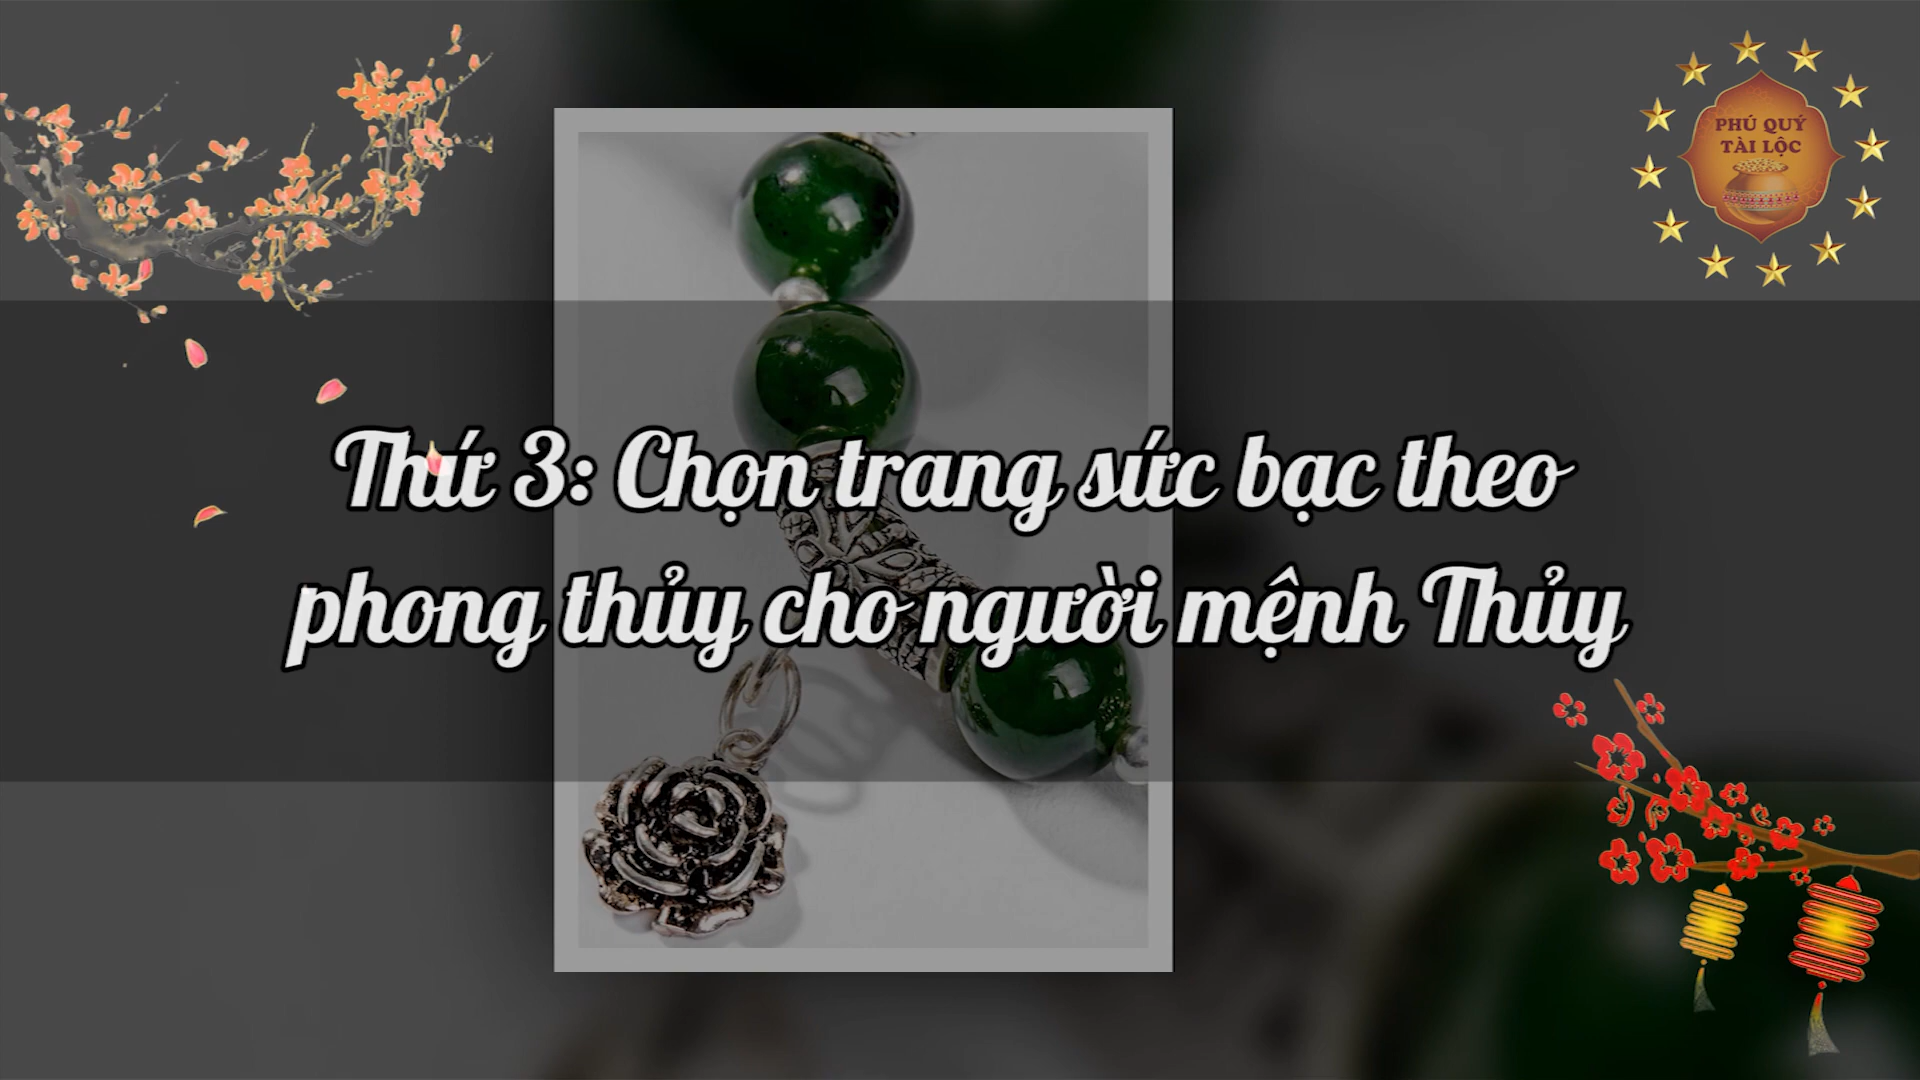 PHÚ QUÝ
TÀI LỘC
Thứ 3: Chọn trang sức bạc theo
phong thủy cho người mệnh Thủy